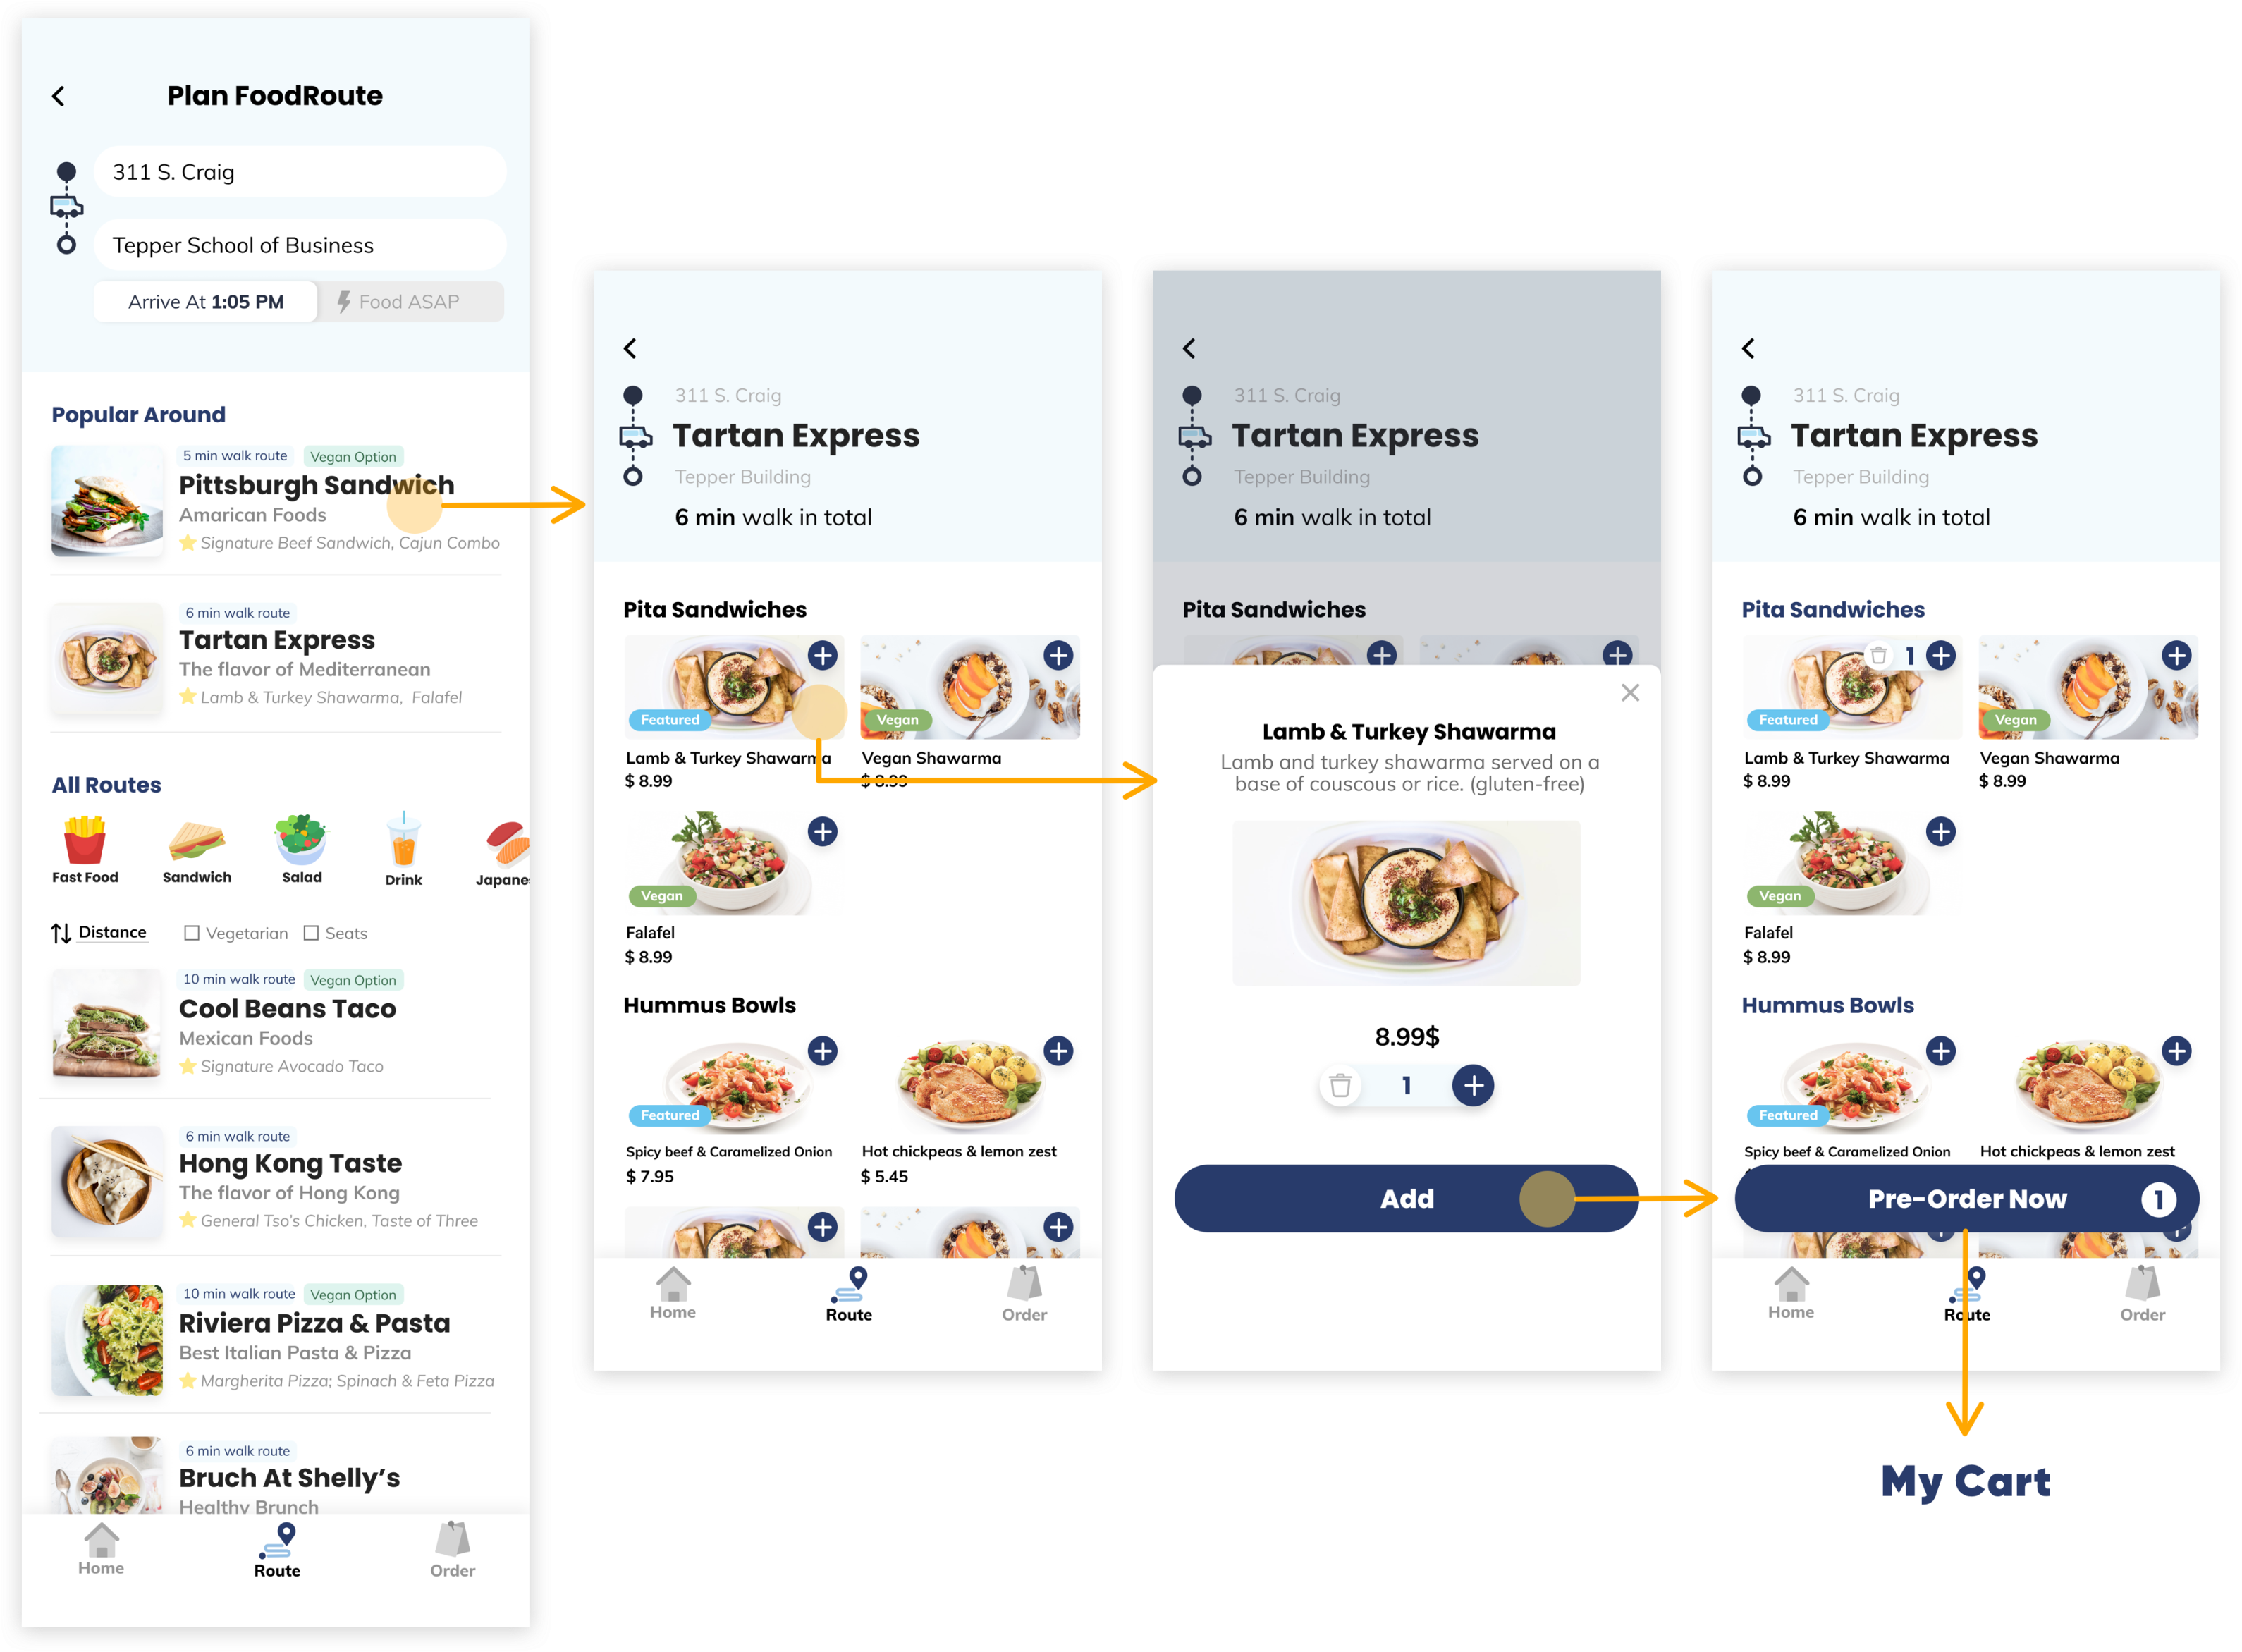 Plan FoodRoute
311 S. Craig
Tepper School of Business
Arrive At 1:05 PM
Food ASAP
Popular Around
5 min walk route
Vegan Option
Pittsburgh Sandwich
Amarican Foods
Signature Beef Sandwich, Cajun Combo
6 min walk route
Tartan Express
The flavor of Mediterranean
Lamb & Turkey Shawarma, Falafel
All Routes
Fast Food
Sandwich
Salad
Drink
Japane
Distance
Vegetarian
Seats
10 min walk route
Vegan Option
Cool Beans Taco
Mexican Foods
Signature Avocado Taco
6 min walk route
Hong Kong Taste
The flavor of Hong Kong
General Tso's Chicken, Taste of Three
10 min walk route
Vegan Option
Riviera Pizza & Pasta
Best Italian Pasta & Pizza
Margherita Pizza; Spinach & Feta Pizza
6 min walk route
Bruch At Shelly's
Healthy Brunch
Home
Route
Order
311 S. Craig
Tartan Express
Tepper Building
6 min walk in total
Pita Sandwiches
Featured
Vegan
Lamb & Turkey Shawarma
Vegan Shawarma
$ 8.99
$ 8.99
Vegan
Falafel
$ 8.99
Hummus Bowls
Featured
Spicy beef & Caramelized Onion
Hot chickpeas & lemon zest
$ 7.95
$ 5.45
Home
Route
Order
311 S. Craig
Tartan Express
Tepper Building
6 min walk in total
Pita Sandwiches
Lamb & Turkey Shawarma
Lamb and turkey shawarma served on a
base of couscous or rice. (gluten-free)
8.99$
1
Add
311 S. Craig
Tartan Express
Tepper Building
6 min walk in total
Pita Sandwiches
1
Featured
Vegan
Lamb & Turkey Shawarma
Vegan Shawarma
$ 8.99
$ 8.99
Vegan
Falafel
$ 8.99
Hummus Bowls
Featured
Spicy beef & Caramelized Onion
Hot chickpeas & lemon zest
Pre-Order Now
1
Home
Route
Order
My Cart